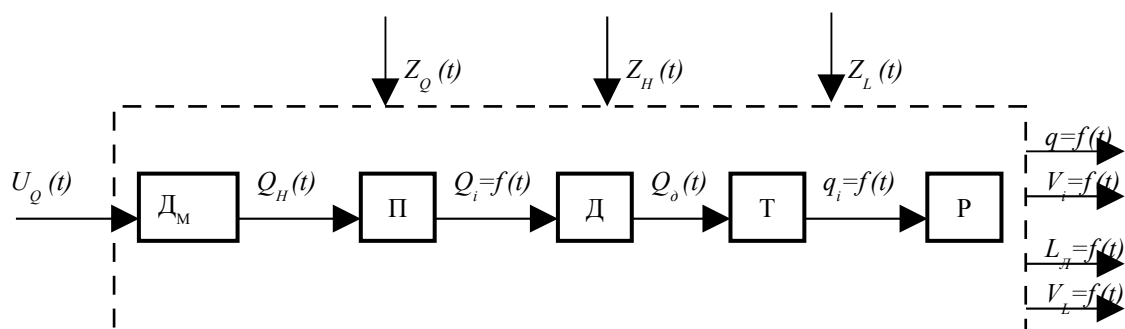 Z_Q (t) Z_H (t) Z_L (t)
q=f(t)
U_Q (t) Q_H (t) Q_i =f(t) Q_д (t) q_i =f(t) V_i =f(t)
Д_М П Д Т Р
L_Л =f(t)
V_L =f(t)